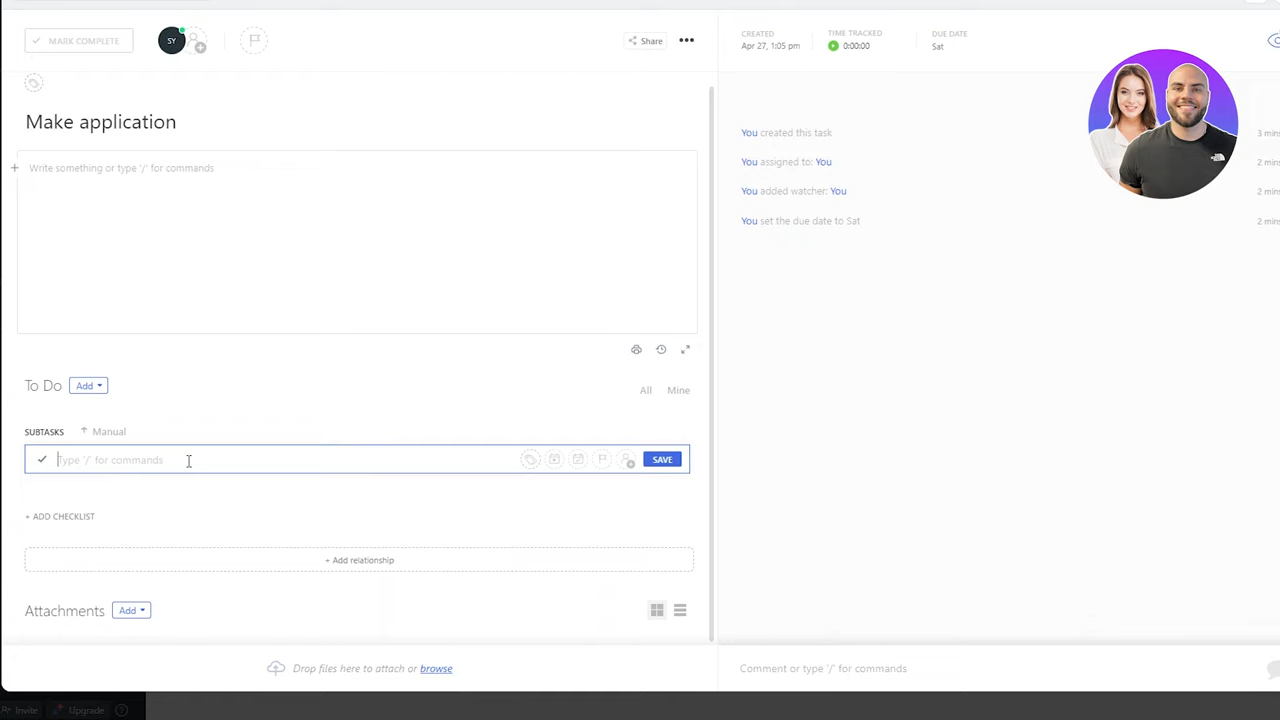 MARK COMPLETE
SY
Share
CREATED
Apr 27, 1:05 pm
TIME TRACKED
0:00:00
DUE DATE
Sat
Make application
Write something or type '/' for commands
You created this task
3 mins
You assigned to: You
2 mins
You added watcher: You
2 mins
You set the due date to Sat
2 mins
To Do
Add
All
Mine
SUBTASKS
Manual
Type '/' for commands
SAVE
+ ADD CHECKLIST
+ Add relationship
Attachments
Add
Drop files here to attach or browse
Comment or type '/' for commands
Invite
Upgrade